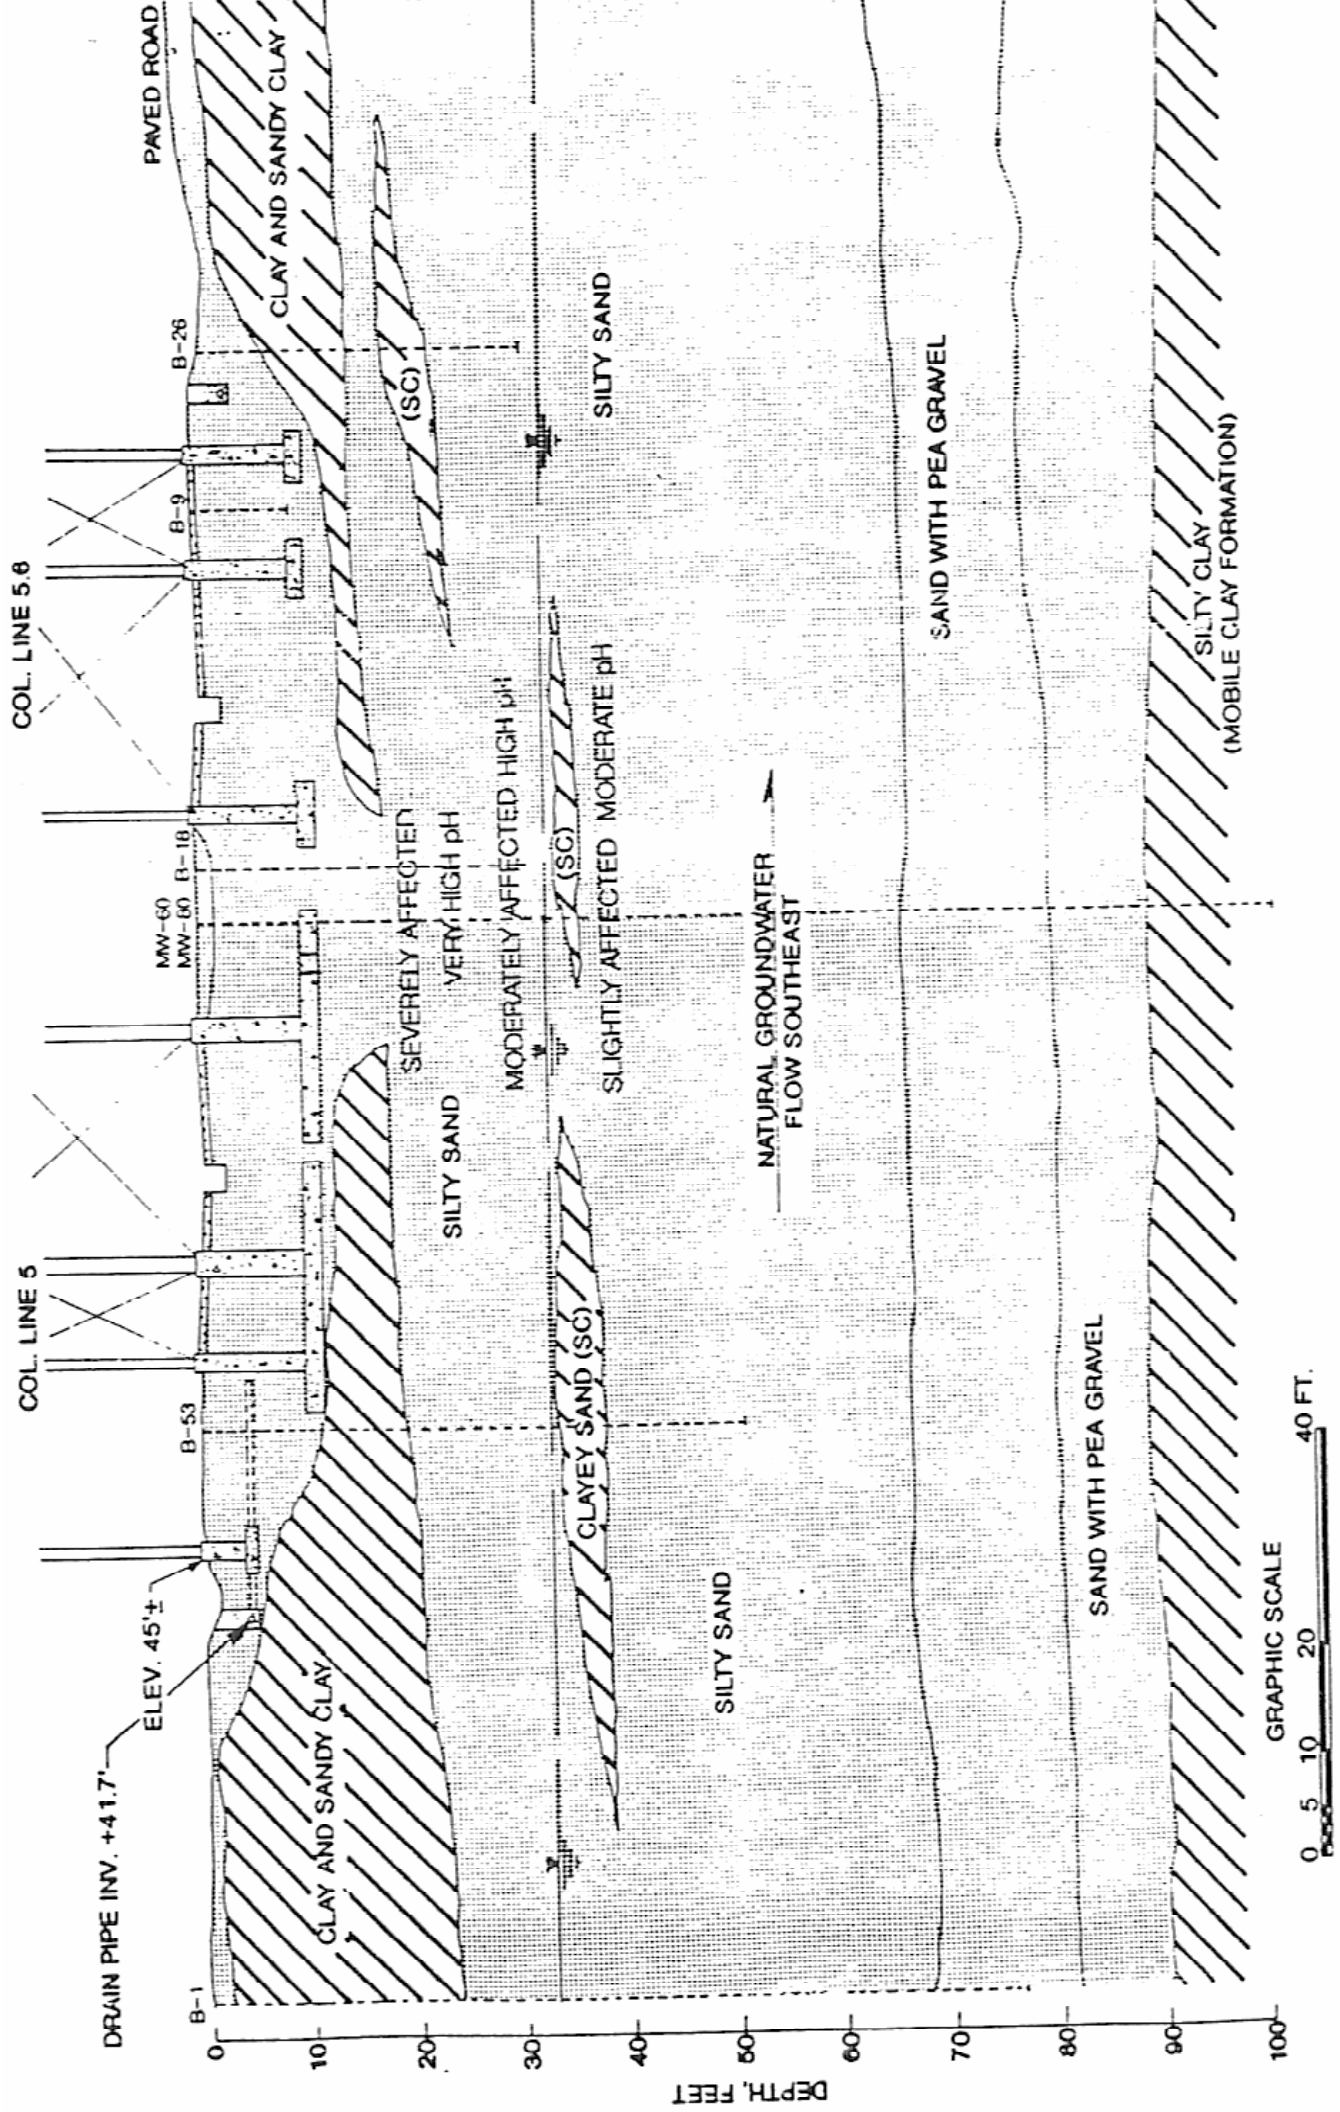 COL. LINE 5
COL. LINE 5.6
DRAIN PIPE INV. +41.7'
ELEV. 45'±
PAVED ROAD
B-1
B-53
MW-60
MW-80
B-18
B-9
B-26
CLAY AND SANDY CLAY
CLAY AND SANDY CLAY
SEVERELY AFFECTED
SILTY SAND
VERY HIGH pH
MODERATELY AFFECTED HIGH pH
SLIGHTLY AFFECTED MODERATE pH
(SC)
(SC)
CLAYEY SAND (SC)
SILTY SAND
SILTY SAND
NATURAL GROUNDWATER
FLOW SOUTHEAST
SAND WITH PEA GRAVEL
SAND WITH PEA GRAVEL
SILTY CLAY
(MOBILE CLAY FORMATION)
DEPTH, FEET
0
10
20
30
40
50
60
70
80
90
100
GRAPHIC SCALE
0 5 10 20 40 FT.